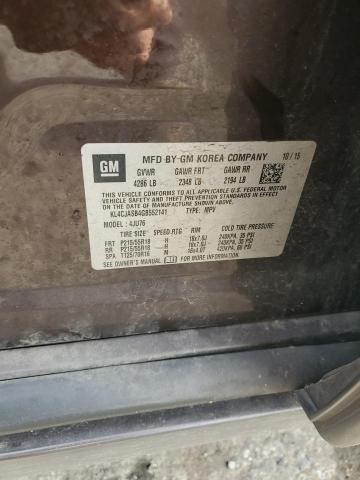 GM
MFD BY GM KOREA COMPANY 10/15
GVWR GAWR FRT GAWR RR
4286 LB 2348 LB 2194 LB
THIS VEHICLE CONFORMS TO ALL APPLICABLE U.S. FEDERAL MOTOR
VEHICLE SAFETY AND THEFT PREVENTION STANDARDS IN EFFECT ON THE
DATE OF MANUFACTURE SHOWN ABOVE.
KL4CJASB4GB552141 TYPE: MPV
MODEL: 4JU76
TIRE SIZE SPEED RTG RIM COLD TIRE PRESSURE
FRT P215/55R18 H 18x7.0J 240KPA, 35 PSI
RR P215/55R18 H 18x7.0J 240KPA, 35 PSI
SPA T125/70R16 M 16x4.0T 420KPA, 60 PSI
SEE OWNER'S MANUAL FOR MORE INFORMATION.